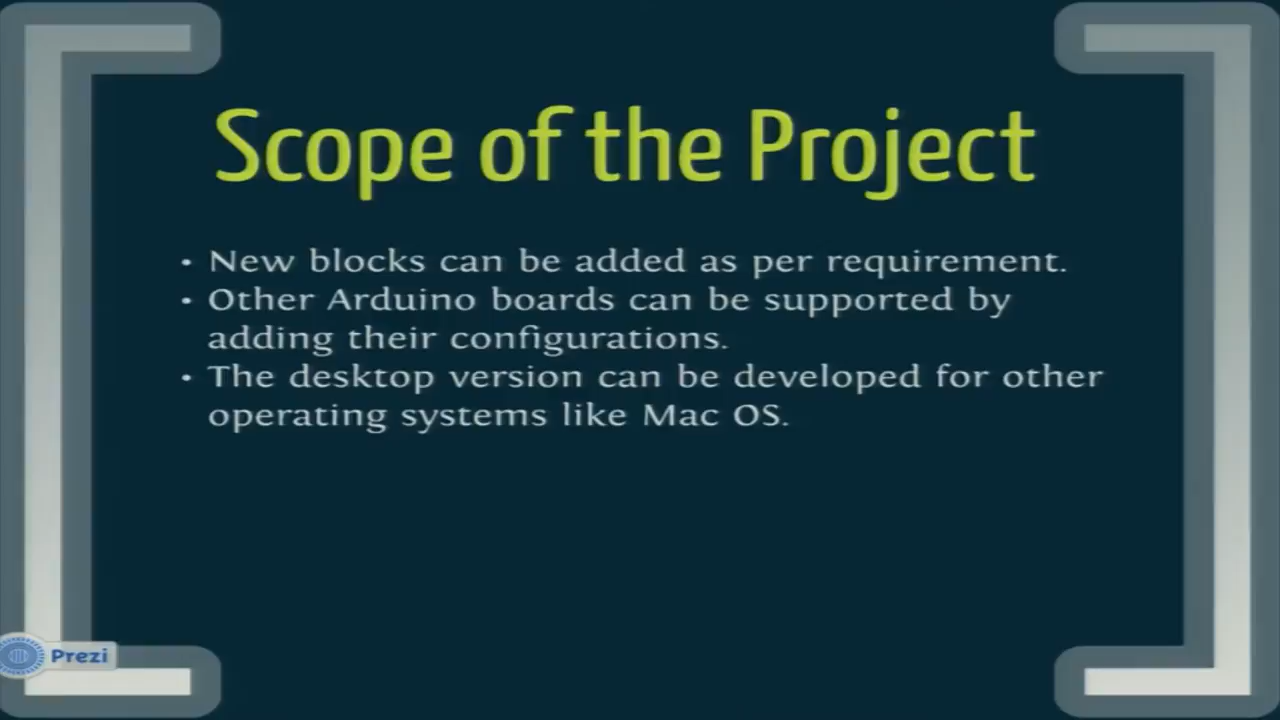 Scope of the Project
• New blocks can be added as per requirement.
• Other Arduino boards can be supported by
adding their configurations.
• The desktop version can be developed for other
operating systems like Mac OS.
Prezi